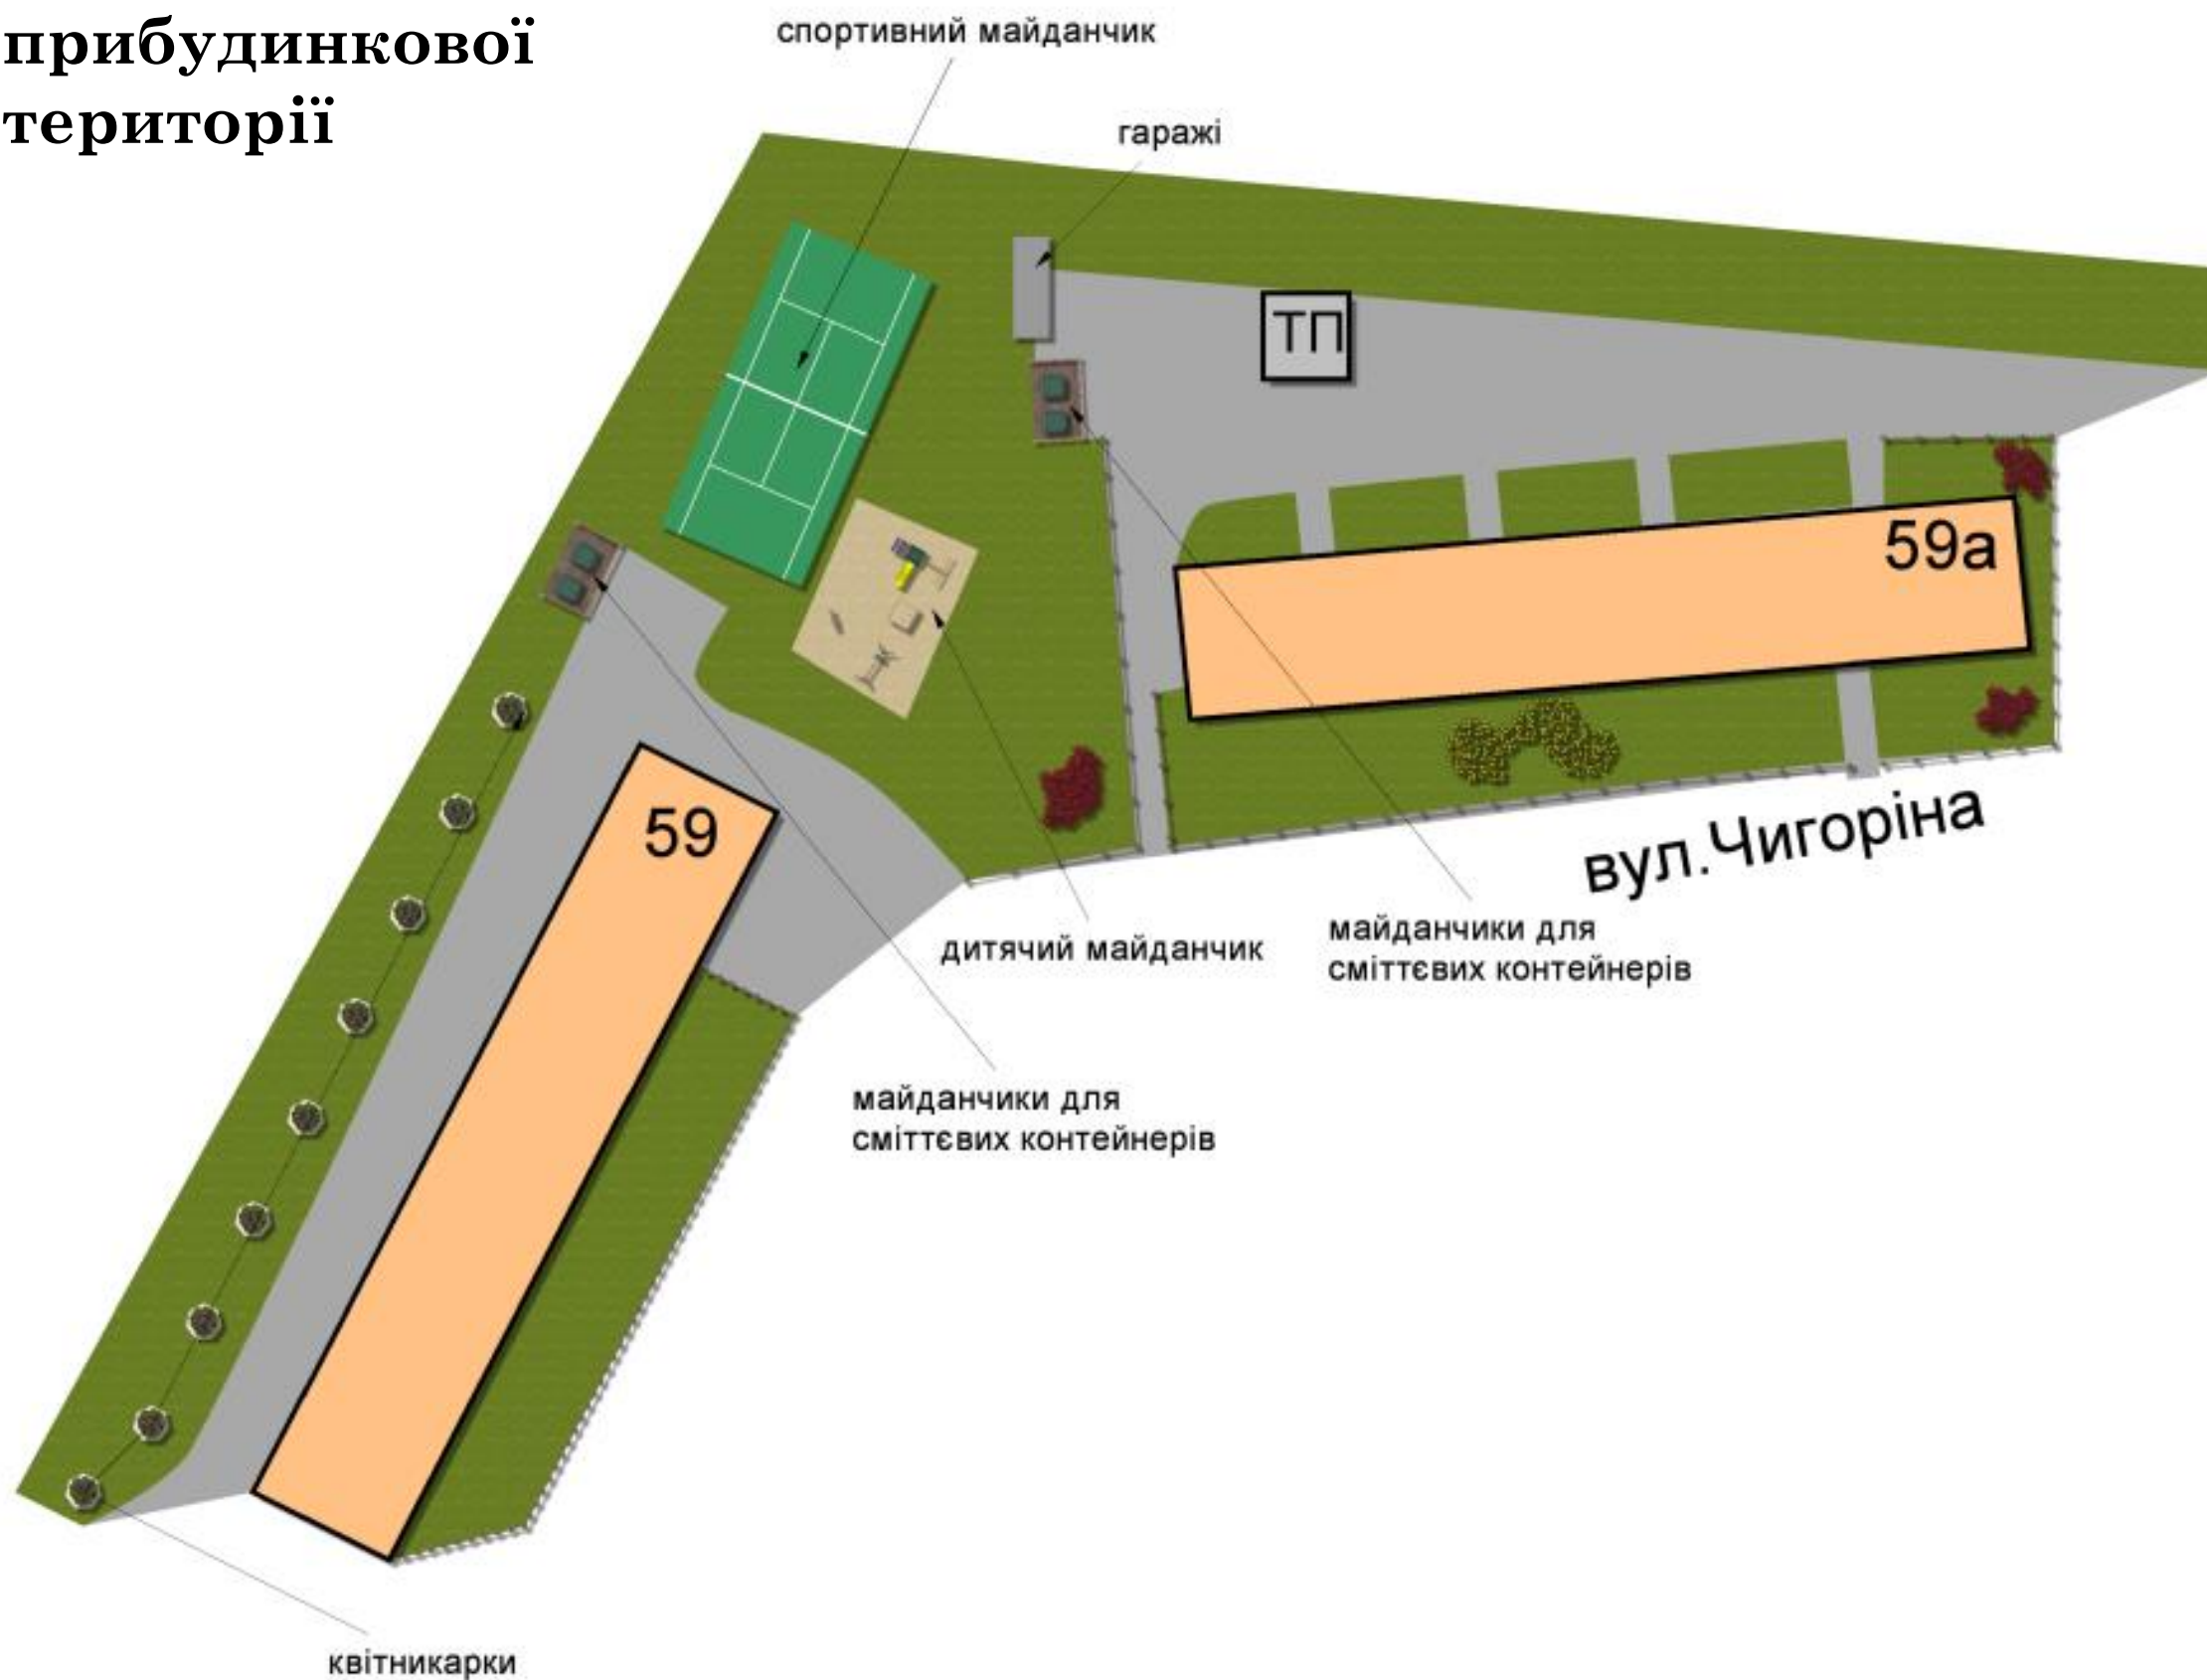 прибудинкової
території
спортивний майданчик
гаражі
ТП
59а
59
вул.Чигоріна
дитячий майданчик
майданчики для
сміттєвих контейнерів
майданчики для
сміттєвих контейнерів
квітникарки